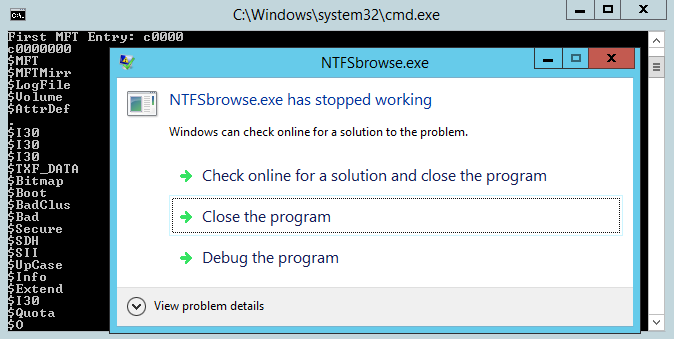 C:\Windows\system32\cmd.exe
First MFT Entry: c0000
c0000000
$MFT
$MFTMirr
$LogFile
$Volume
$AttrDef
.
$I30
$I30
$I30
$TXF_DATA
$Bitmap
$Boot
$BadClus
$Bad
$Secure
$SDH
$SII
$UpCase
$Info
$Extend
$I30
$Quota
$O
NTFSbrowse.exe
NTFSbrowse.exe has stopped working
Windows can check online for a solution to the problem.
Check online for a solution and close the program
Close the program
Debug the program
View problem details